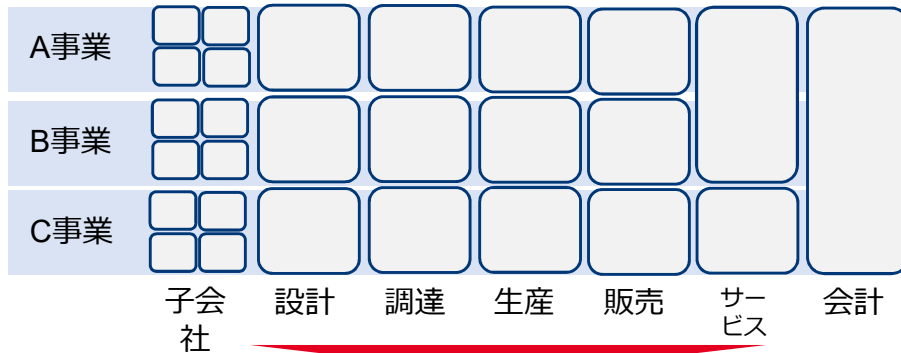 A事業
B事業
C事業
子会
社
設計
調達
生産
販売
サー
ビス
会計